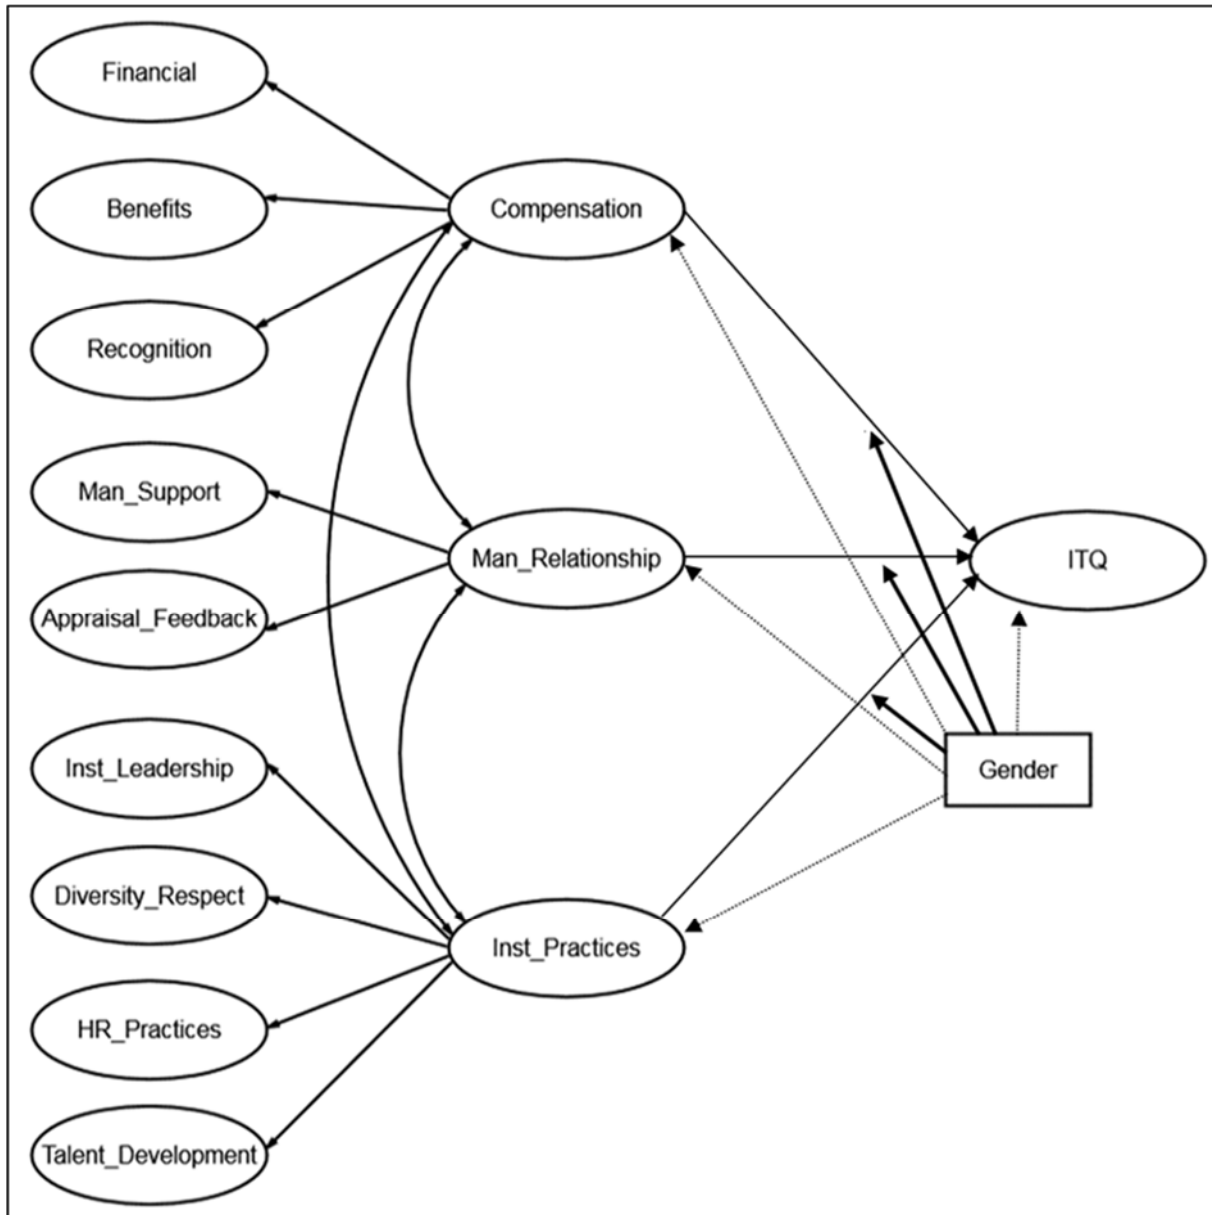 Financial
Benefits
Recognition
Man_Support
Appraisal_Feedback
Inst_Leadership
Diversity_Respect
HR_Practices
Talent_Development
Compensation
Man_Relationship
Inst_Practices
ITQ
Gender